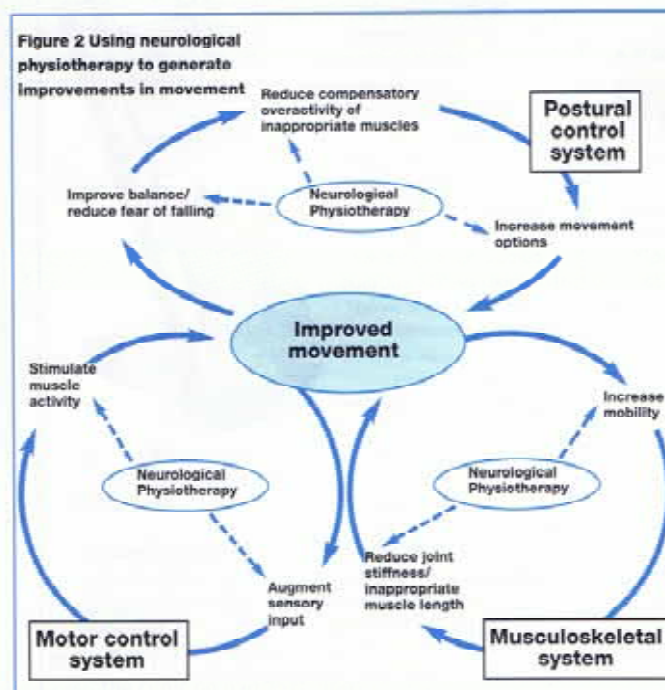 Figure 2 Using neurological
physiotherapy to generate
improvements in movement
Reduce compensatory
overactivity of
inappropriate muscles
Postural
control
system
Improve balance/
reduce fear of falling
Neurological
Physiotherapy
Increase movement
options
Improved
movement
Stimulate
muscle
activity
Increase
mobility
Neurological
Physiotherapy
Neurological
Physiotherapy
Augment
sensory
input
Reduce joint
stiffness/
inappropriate
muscle length
Motor control
system
Musculoskeletal
system